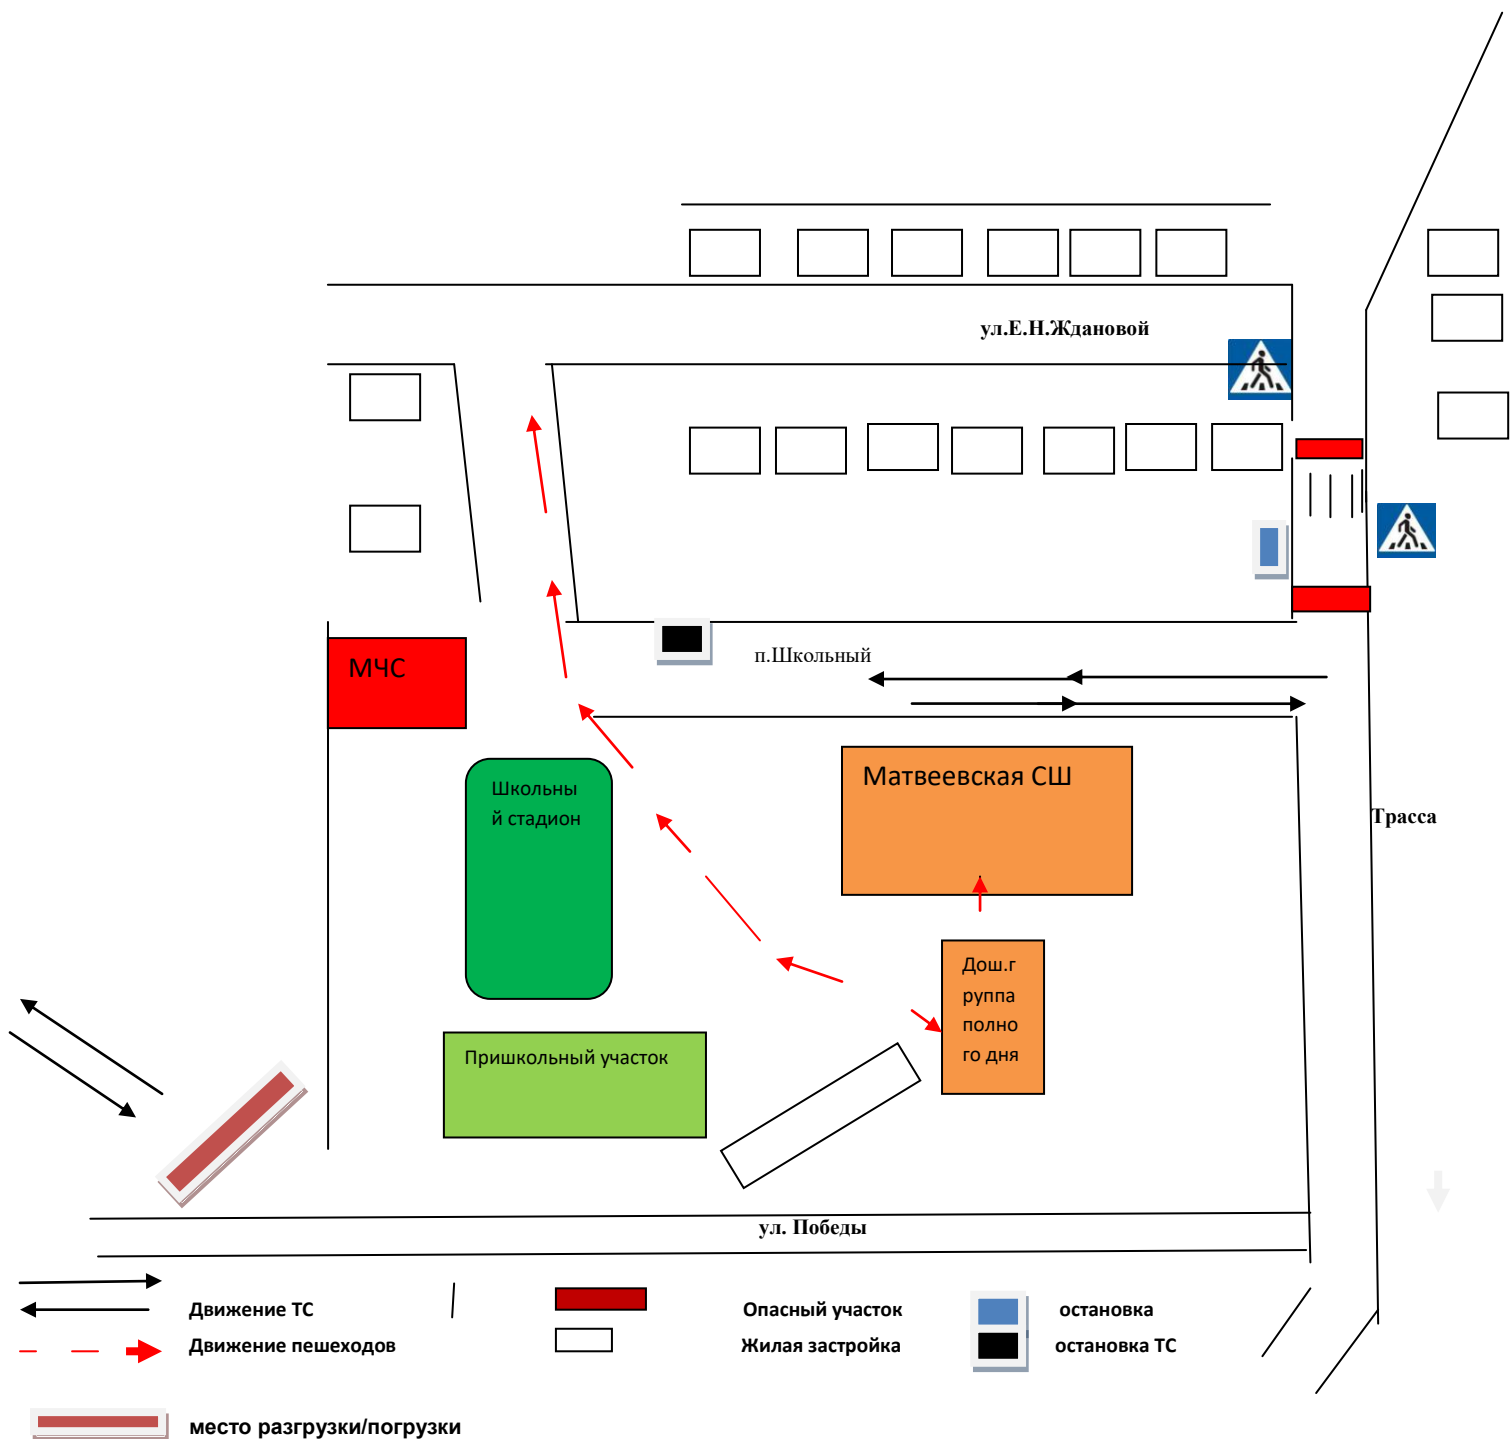 ул.Е.Н.Ждановой
п.Школьный
МЧС
Матвеевская СШ
Школьны
й стадион
Трасса
Дош.г
руппа
полно
го дня
Пришкольный участок
ул. Победы
Движение ТС
Опасный участок
остановка
Движение пешеходов
Жилая застройка
остановка ТС
место разгрузки/погрузки